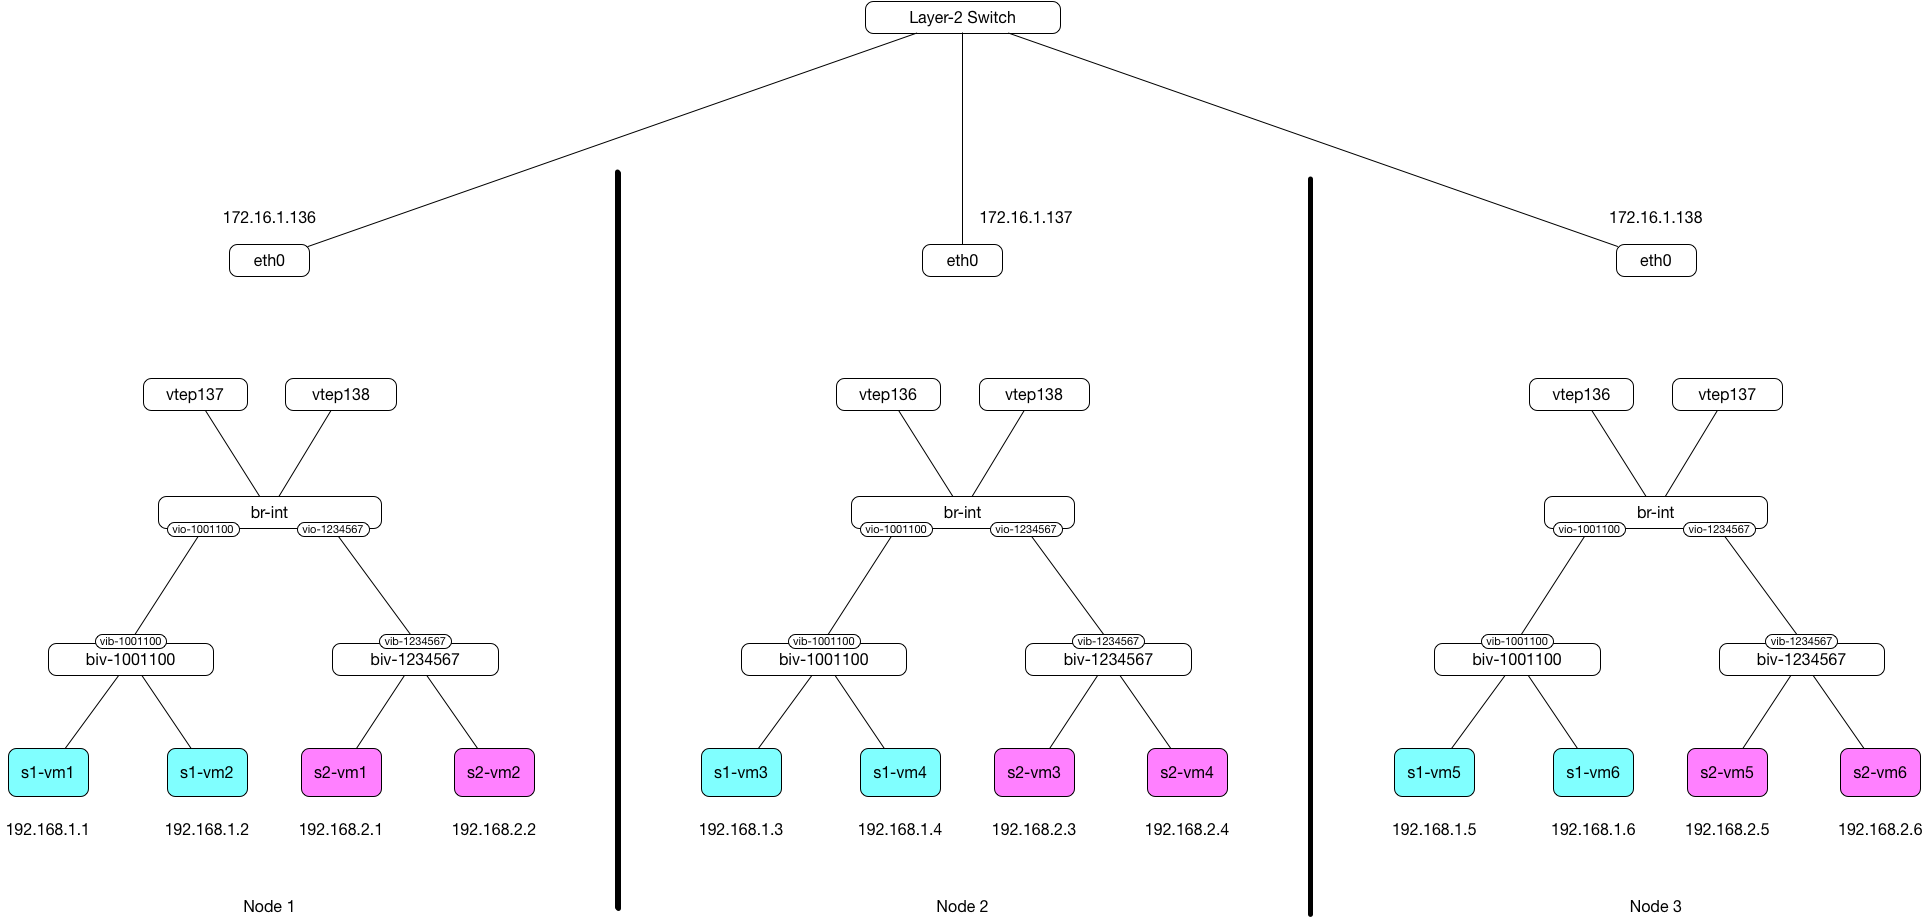 Layer-2 Switch
172.16.1.136
172.16.1.137
172.16.1.138
eth0
eth0
eth0
vtep137
vtep138
vtep136
vtep138
vtep136
vtep137
br-int
br-int
br-int
vio-1001100
vio-1234567
vio-1001100
vio-1234567
vio-1001100
vio-1234567
vib-1001100
vib-1234567
vib-1001100
vib-1234567
vib-1001100
vib-1234567
biv-1001100
biv-1234567
biv-1001100
biv-1234567
biv-1001100
biv-1234567
s1-vm1
s1-vm2
s2-vm1
s2-vm2
s1-vm3
s1-vm4
s2-vm3
s2-vm4
s1-vm5
s1-vm6
s2-vm5
s2-vm6
192.168.1.1
192.168.1.2
192.168.2.1
192.168.2.2
192.168.1.3
192.168.1.4
192.168.2.3
192.168.2.4
192.168.1.5
192.168.1.6
192.168.2.5
192.168.2.6
Node 1
Node 2
Node 3